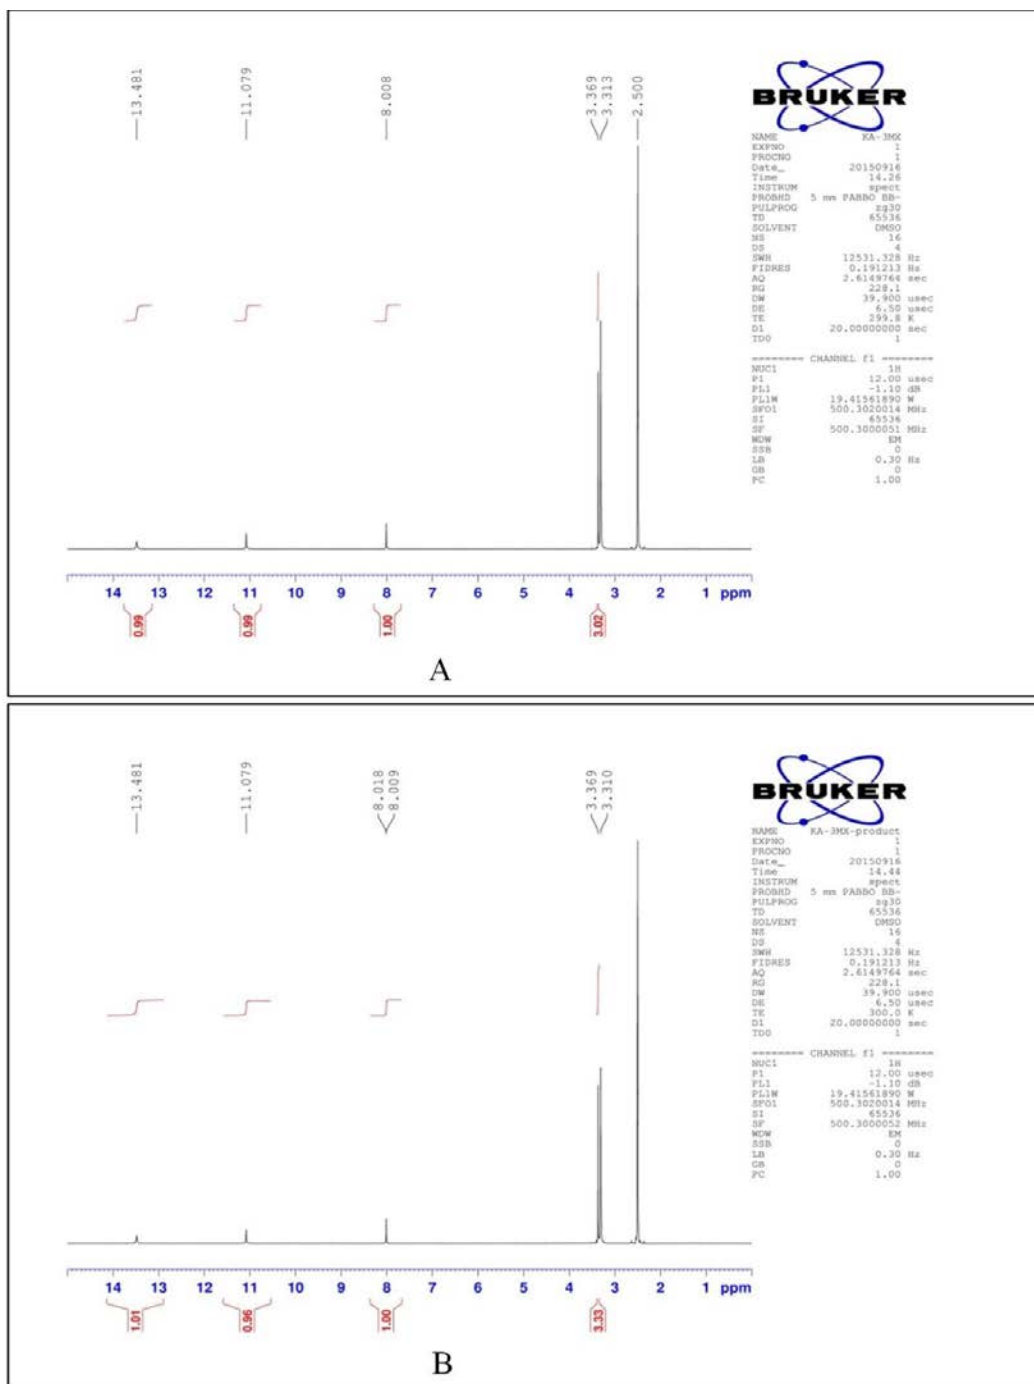 13.481
11.079
8.008
3.369
3.313
2.500
BRUKER
NAME KA-3MX
EXPNO 1
PROCNO 1
Date_ 20150916
Time 14.26
INSTRUM spect
PROBHD 5 mm PABBO BB-
PULPROG zg30
TD 65536
SOLVENT DMSO
NS 16
DS 4
SWH 12531.328 Hz
FIDRES 0.191213 Hz
AQ 2.6149764 sec
RG 228.1
DW 39.900 usec
DE 6.50 usec
TE 299.8 K
D1 20.00000000 sec
TD0 1
======== CHANNEL f1 ========
NUC1 1H
P1 12.00 usec
PL1 -1.10 dB
PL1W 19.41561890 W
SFO1 500.3020014 MHz
SI 65536
SF 500.3000051 MHz
WDW EM
SSB 0
LB 0.30 Hz
GB 0
PC 1.00
14 13 12 11 10 9 8 7 6 5 4 3 2 1 ppm
0.99
0.99
1.00
3.02
A
13.481
11.079
8.018
8.009
3.369
3.310
BRUKER
NAME KA-3MX-product
EXPNO 1
PROCNO 1
Date_ 20150916
Time 14.44
INSTRUM spect
PROBHD 5 mm PABBO BB-
PULPROG zg30
TD 65536
SOLVENT DMSO
NS 16
DS 4
SWH 12531.328 Hz
FIDRES 0.191213 Hz
AQ 2.6149764 sec
RG 228.1
DW 39.900 usec
DE 6.50 usec
TE 300.0 K
D1 20.00000000 sec
TD0 1
======== CHANNEL f1 ========
NUC1 1H
P1 12.00 usec
PL1 -1.10 dB
PL1W 19.41561890 W
SFO1 500.3020014 MHz
SI 65536
SF 500.3000052 MHz
WDW EM
SSB 0
LB 0.30 Hz
GB 0
PC 1.00
14 13 12 11 10 9 8 7 6 5 4 3 2 1 ppm
1.01
0.96
1.00
3.33
B